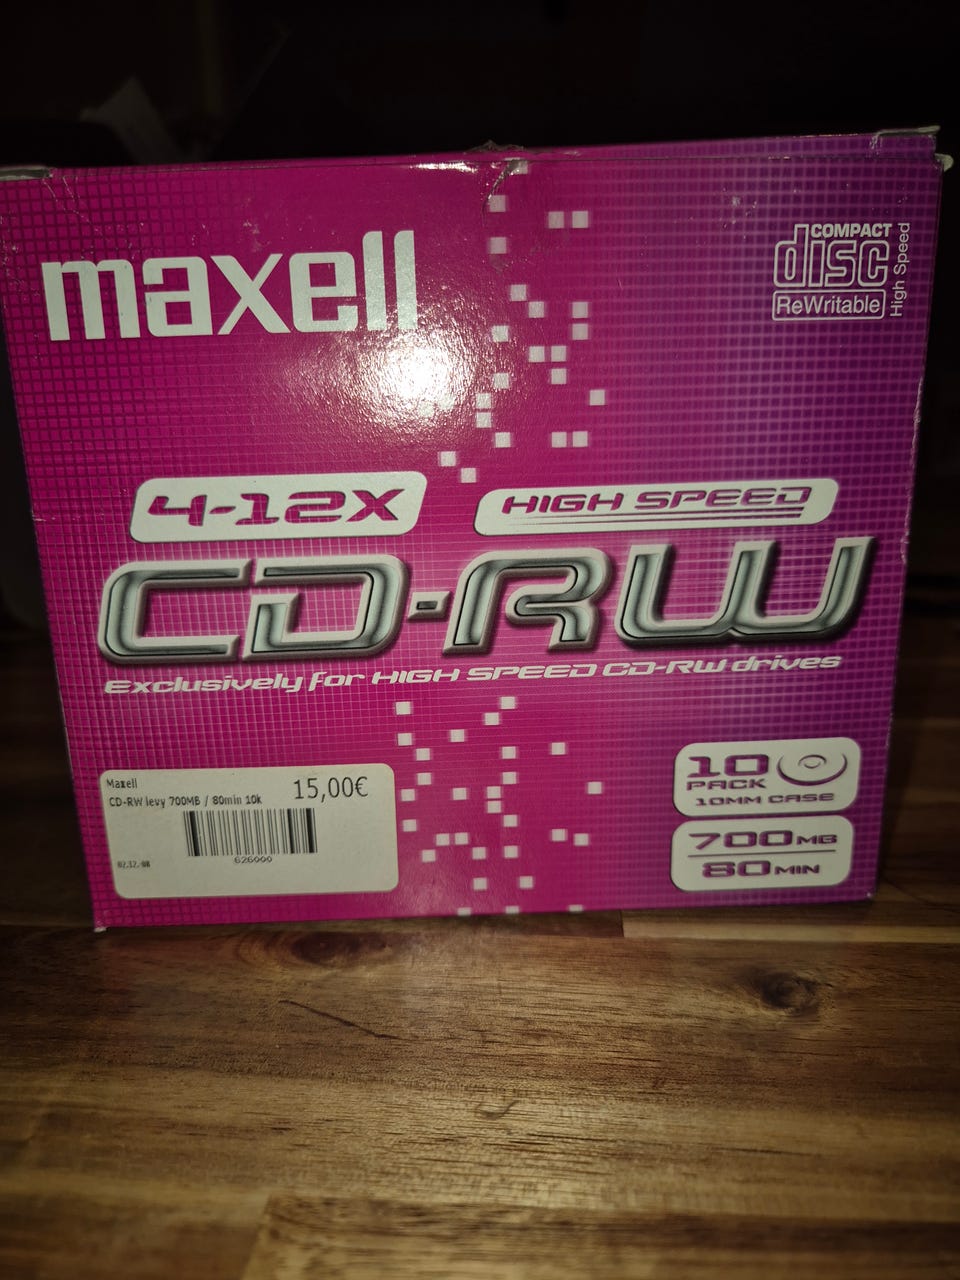 maxell
COMPACT
disc
ReWritable
High Speed
4-12X
HIGH SPEED
CD-RW
Exclusively for HIGH SPEED CD-RW drives
Maxell
15,00€
CD-RW levy 700MB / 80min 10k
626000
10
PACK
10MM CASE
700MB
80MIN